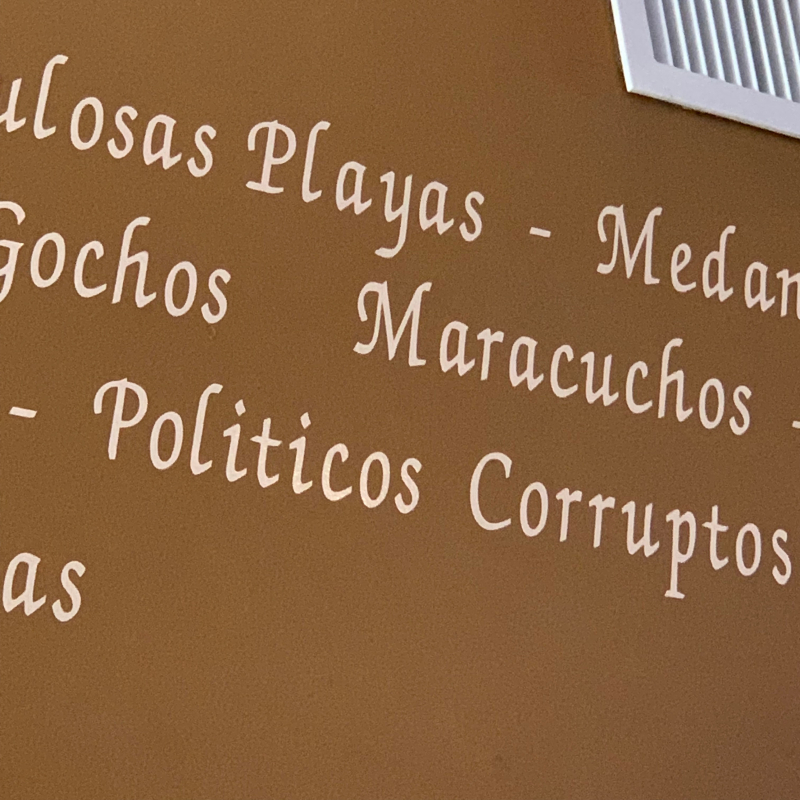 ulosas Playas - Medan
Gochos Maracuchos -
- Politicos Corruptos
as